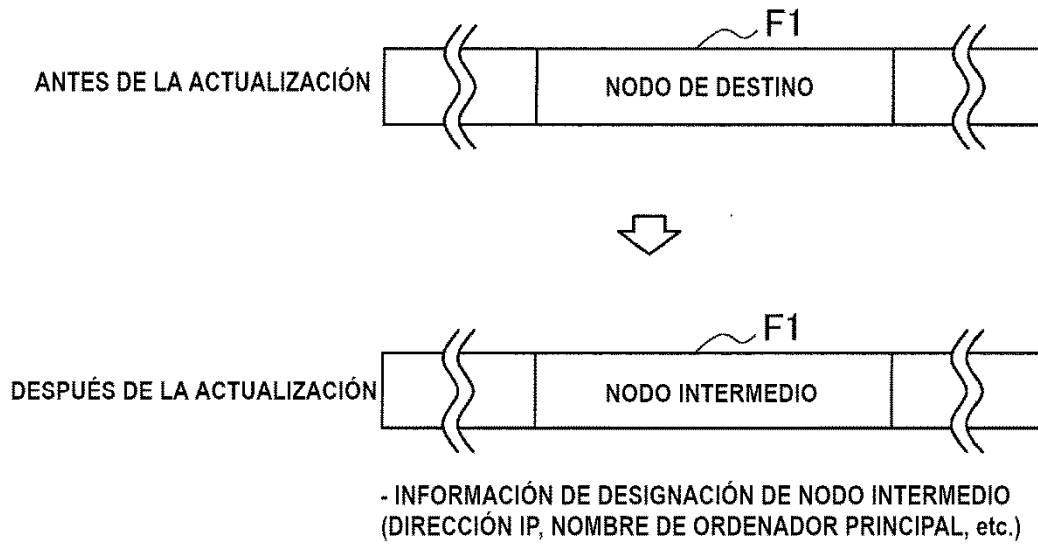 F1
ANTES DE LA ACTUALIZACIÓN
NODO DE DESTINO
F1
DESPUÉS DE LA ACTUALIZACIÓN
NODO INTERMEDIO
- INFORMACIÓN DE DESIGNACIÓN DE NODO INTERMEDIO
(DIRECCIÓN IP, NOMBRE DE ORDENADOR PRINCIPAL, etc.)